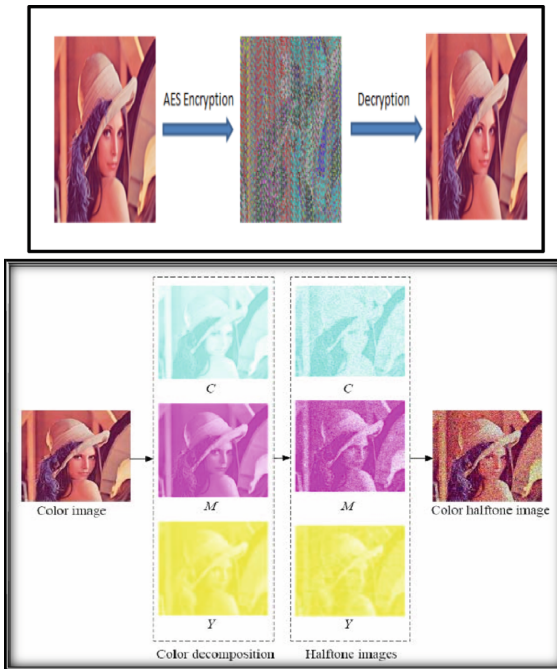 AES Encryption
Decryption
C
C
M
M
Color image
Color halftone image
Y
Y
Color decomposition
Halftone images